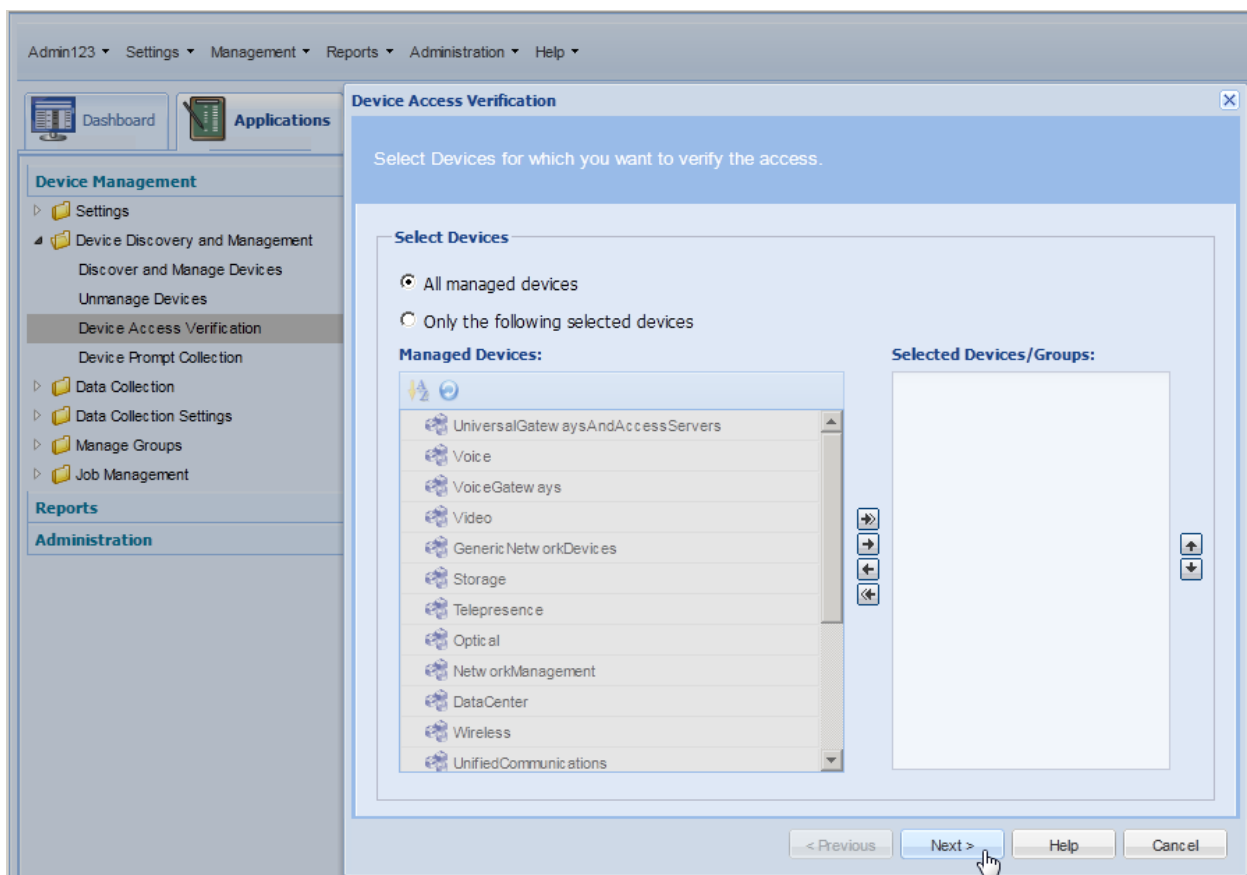 Admin123 Settings Management Reports Administration Help
Dashboard
Applications
Device Management
Settings
Device Discovery and Management
Discover and Manage Devices
Unmanage Devices
Device Access Verification
Device Prompt Collection
Data Collection
Data Collection Settings
Manage Groups
Job Management
Reports
Administration
Device Access Verification
Select Devices for which you want to verify the access.
Select Devices
All managed devices
Only the following selected devices
Managed Devices:
A
Z
UniversalGatewaysAndAccessServers
Voice
VoiceGateways
Video
GenericNetworkDevices
Storage
Telepresence
Optical
NetworkManagement
DataCenter
Wireless
UnifiedCommunications
Selected Devices/Groups:
< Previous Next > Help Cancel